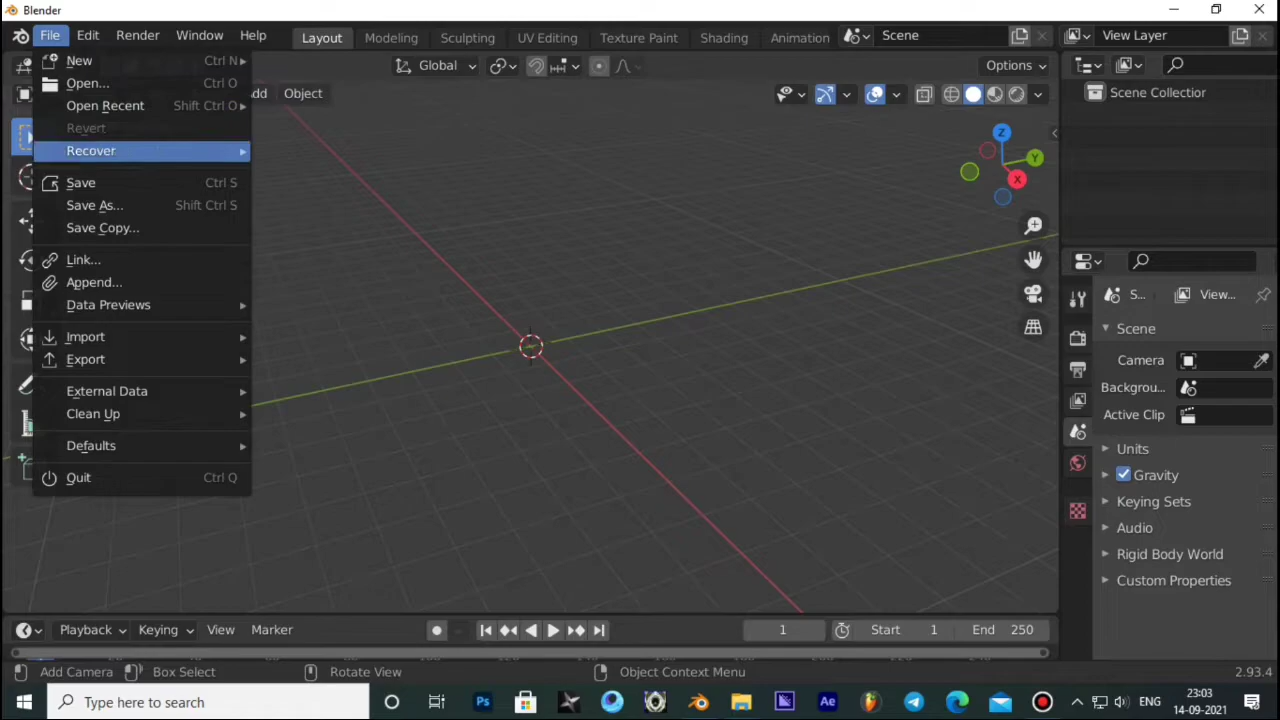 Blender
File Edit Render Window Help Layout Modeling Sculpting UV Editing Texture Paint Shading Animation Scene View Layer
Global Options
dd Object
New Ctrl N
Open... Ctrl O
Open Recent Shift Ctrl O
Revert
Recover
Save Ctrl S
Save As... Shift Ctrl S
Save Copy...
Link...
Append...
Data Previews
Import
Export
External Data
Clean Up
Defaults
Quit Ctrl Q
Z
Y
X
Scene Collectior
S... View...
Scene
Camera
Backgrou...
Active Clip
Units
Gravity
Keying Sets
Audio
Rigid Body World
Custom Properties
Playback Keying View Marker 1 Start 1 End 250
Add Camera Box Select Rotate View Object Context Menu 2.93.4
Type here to search Ps Ae ENG 23:03
14-09-2021